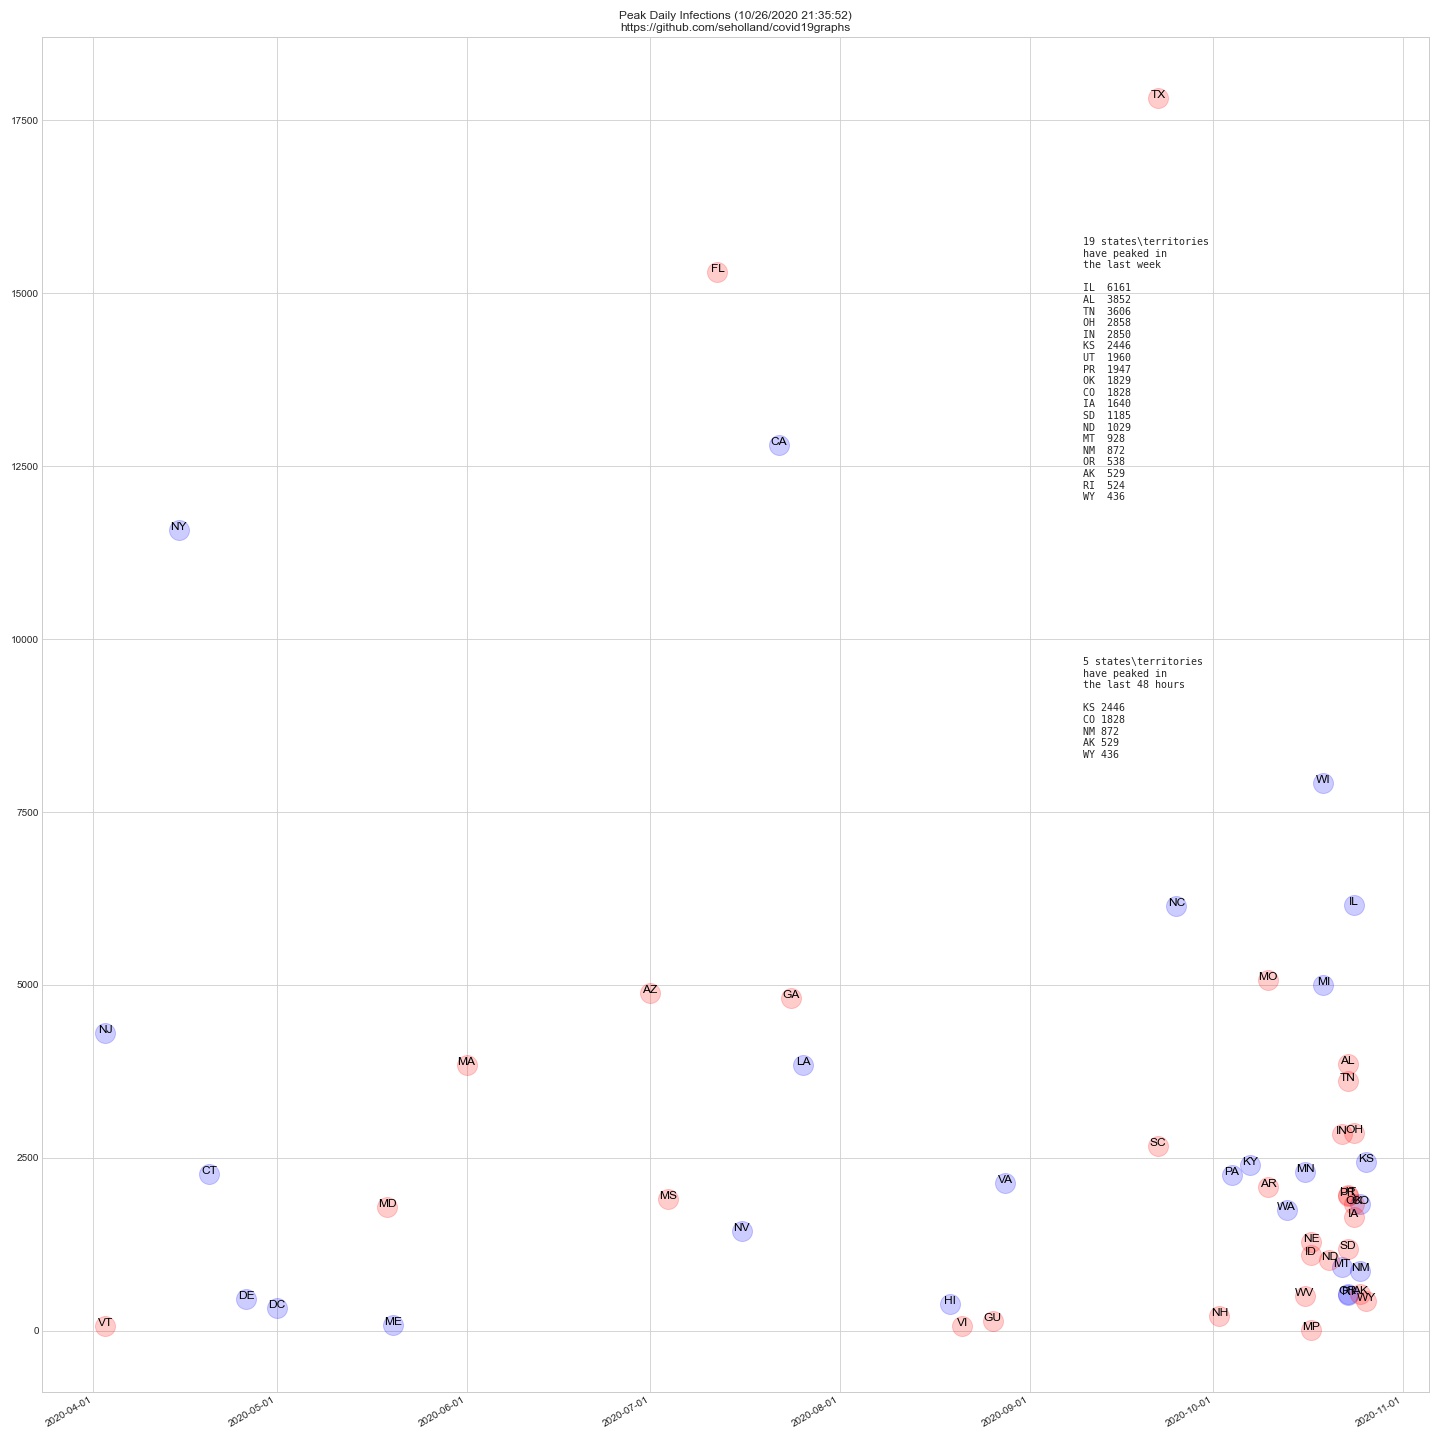 Peak Daily Infections (10/26/2020 21:35:52)
https://github.com/seholland/covid19graphs
TX
17500
19 states\territories
have peaked in
the last week
FL
15000
IL 6161
AL 3852
TN 3606
OH 2858
IN 2850
KS 2446
UT 1960
PR 1947
OK 1829
CO 1828
IA 1640
SD 1185
ND 1029
MT 928
NM 872
OR 538
AK 529
RI 524
WY 436
CA
12500
NY
10000
5 states\territories
have peaked in
the last 48 hours
KS 2446
CO 1828
NM 872
AK 529
WY 436
WI
7500
NC
IL
MO
MI
5000
AZ
GA
NJ
MA
LA
AL
TN
SC
IN
OH
2500
CT
MD
MS
NV
VA
PA
KY
AR
MN
KS
WA
IA
NE
ID
SD
ND
MT
NM
DE
DC
HI
WV
AK
WY
VT
ME
VI
GU
NH
MP
0
2020-04-01
2020-05-01
2020-06-01
2020-07-01
2020-08-01
2020-09-01
2020-10-01
2020-11-01